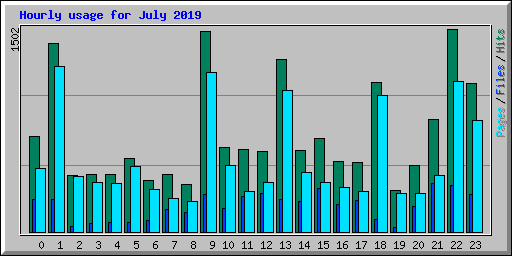 Hourly usage for July 2019
1502
Pages/Files/Hits
0 1 2 3 4 5 6 7 8 9 10 11 12 13 14 15 16 17 18 19 20 21 22 23